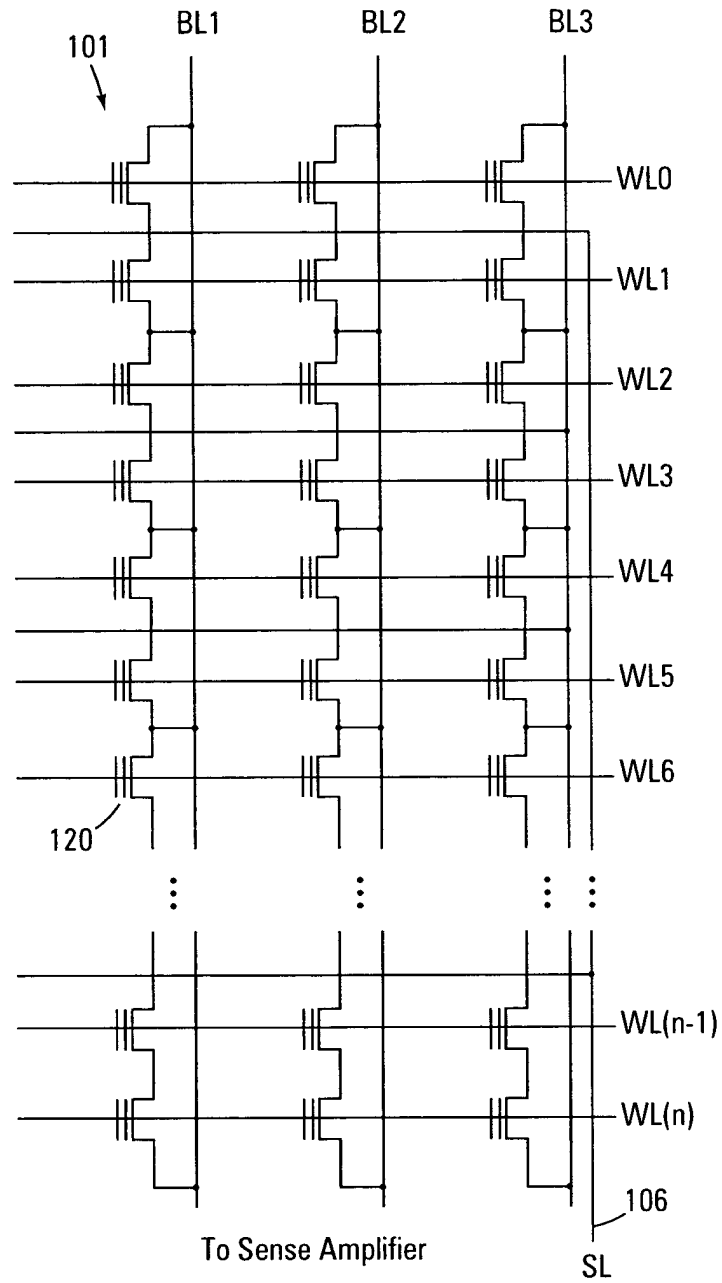 BL1 BL2 BL3
101
WL0
WL1
WL2
WL3
WL4
WL5
WL6
120
WL(n-1)
WL(n)
106
To Sense Amplifier
SL